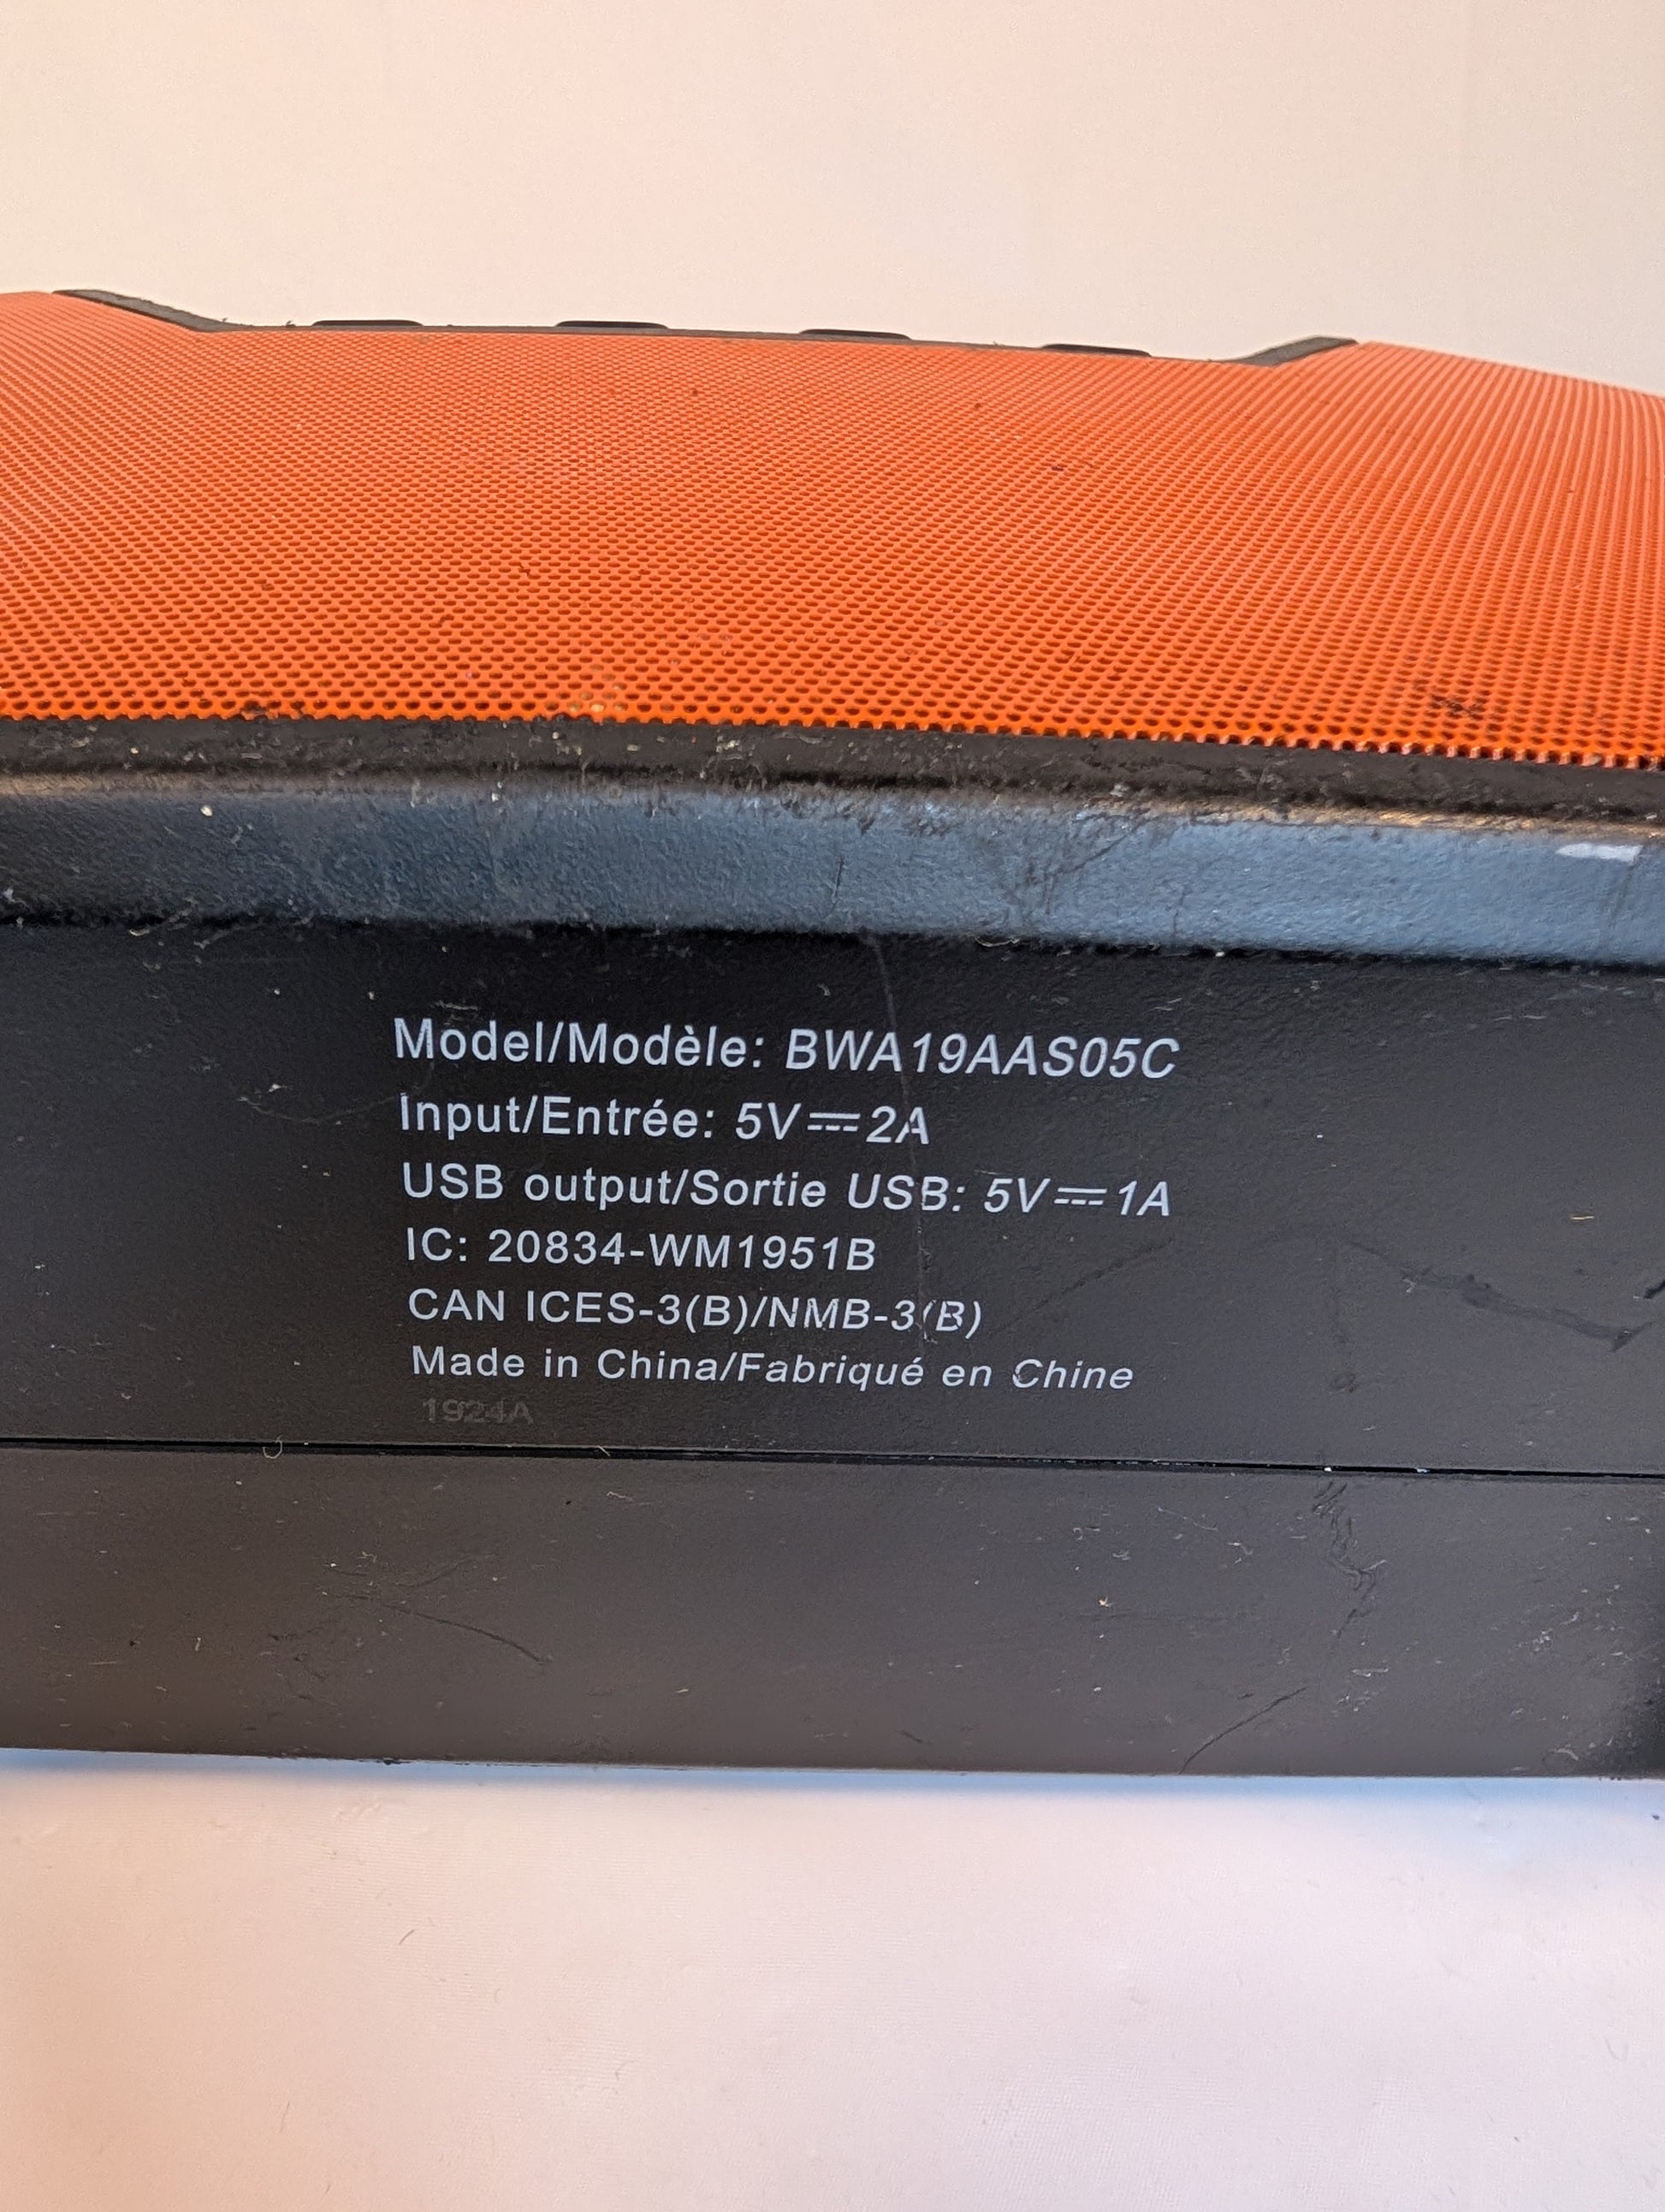 Model/Modèle: BWA19AAS05C
Input/Entrée: 5V⎓2A
USB output/Sortie USB: 5V⎓1A
IC: 20834-WM1951B
CAN ICES-3(B)/NMB-3(B)
Made in China/Fabriqué en Chine
1924A